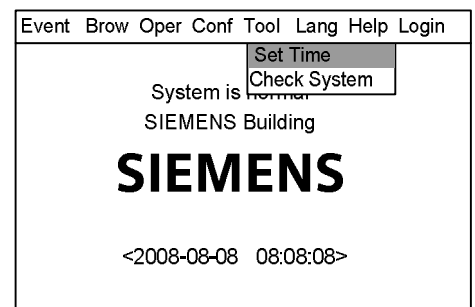 Event Brow Oper Conf Tool Lang Help Login
Set Time
Check System
System is normal
SIEMENS Building
SIEMENS
<2008-08-08 08:08:08>